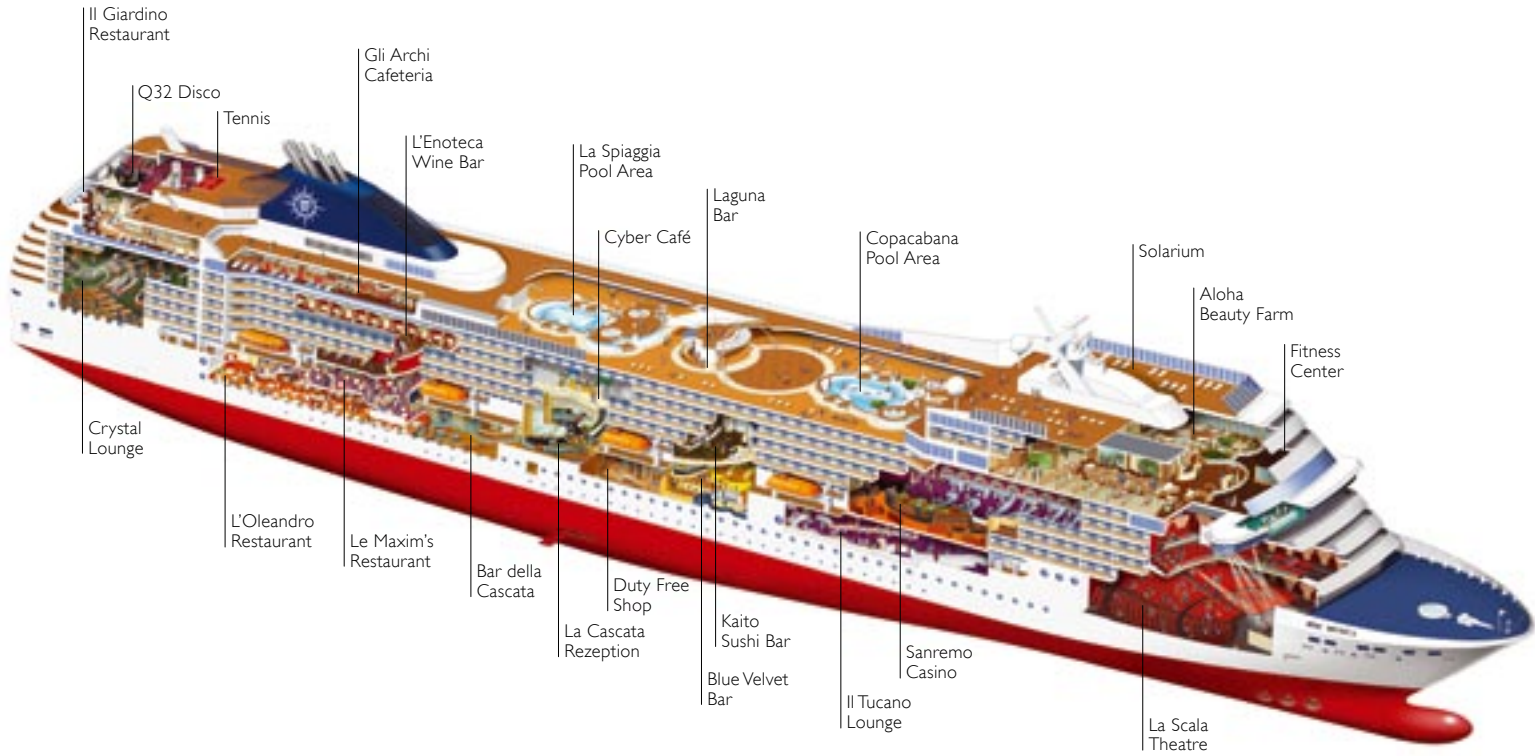 Il Giardino
Restaurant
Q32 Disco
Tennis
Gli Archi
Cafeteria
L'Enoteca
Wine Bar
La Spiaggia
Pool Area
Cyber Café
Laguna
Bar
Copacabana
Pool Area
Solarium
Aloha
Beauty Farm
Fitness
Center
Crystal
Lounge
L'Oleandro
Restaurant
Le Maxim's
Restaurant
Bar della
Cascata
La Cascata
Rezeption
Duty Free
Shop
Kaito
Sushi Bar
Blue Velvet
Bar
Il Tucano
Lounge
Sanremo
Casino
La Scala
Theatre